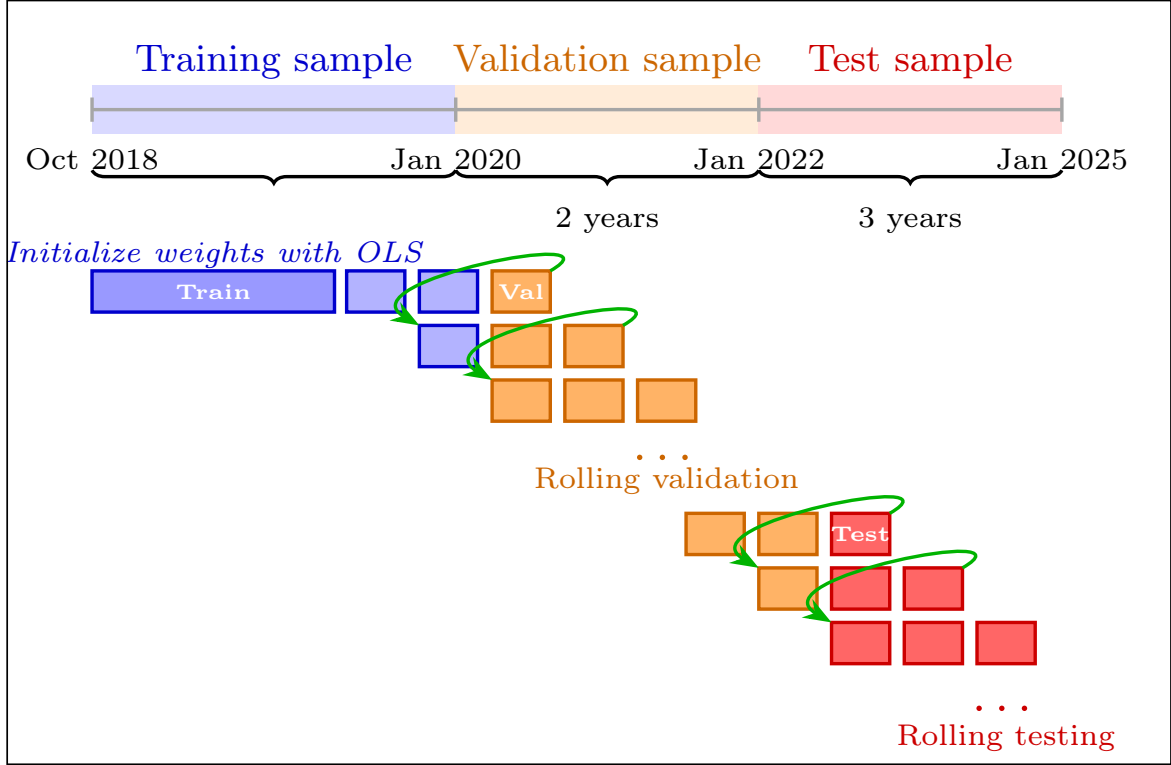 Training sample Validation sample Test sample
Oct 2018 Jan 2020 Jan 2022 Jan 2025
2 years 3 years
Initialize weights with OLS
Train Val
. . .
Rolling validation
Test
. . .
Rolling testing